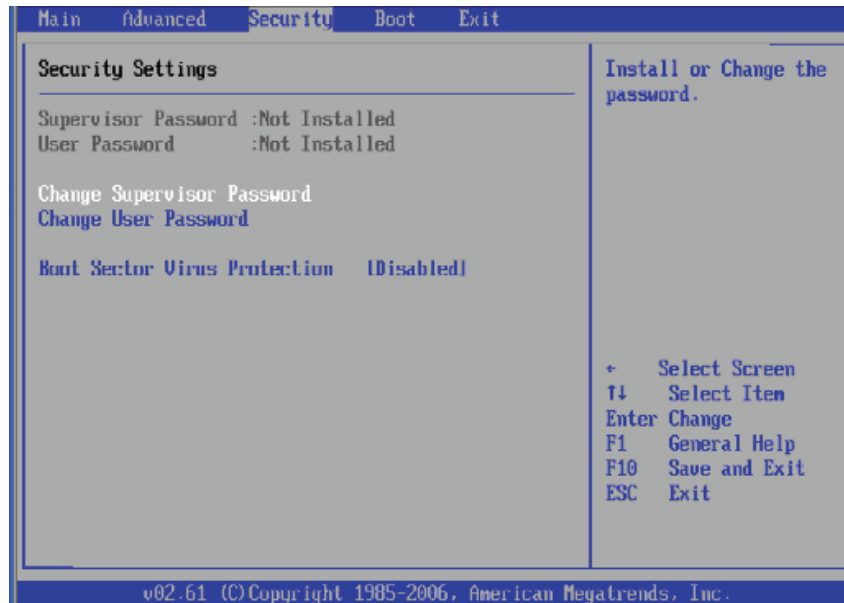 Main Advanced Security Boot Exit
Security Settings
Supervisor Password :Not Installed
User Password :Not Installed
Change Supervisor Password
Change User Password
Boot Sector Virus Protection [Disabled]
Install or Change the
password.
← Select Screen
↑↓ Select Item
Enter Change
F1 General Help
F10 Save and Exit
ESC Exit
v02.61 (C)Copyright 1985-2006, American Megatrends, Inc.